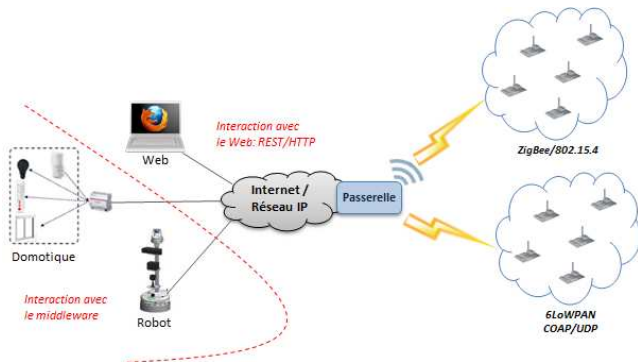 Interaction avec
le Web: REST/HTTP
Web
ZigBee/802.15.4
Internet /
Réseau IP
Passerelle
Domotique
Interaction avec
le middleware
Robot
6LoWPAN
COAP/UDP